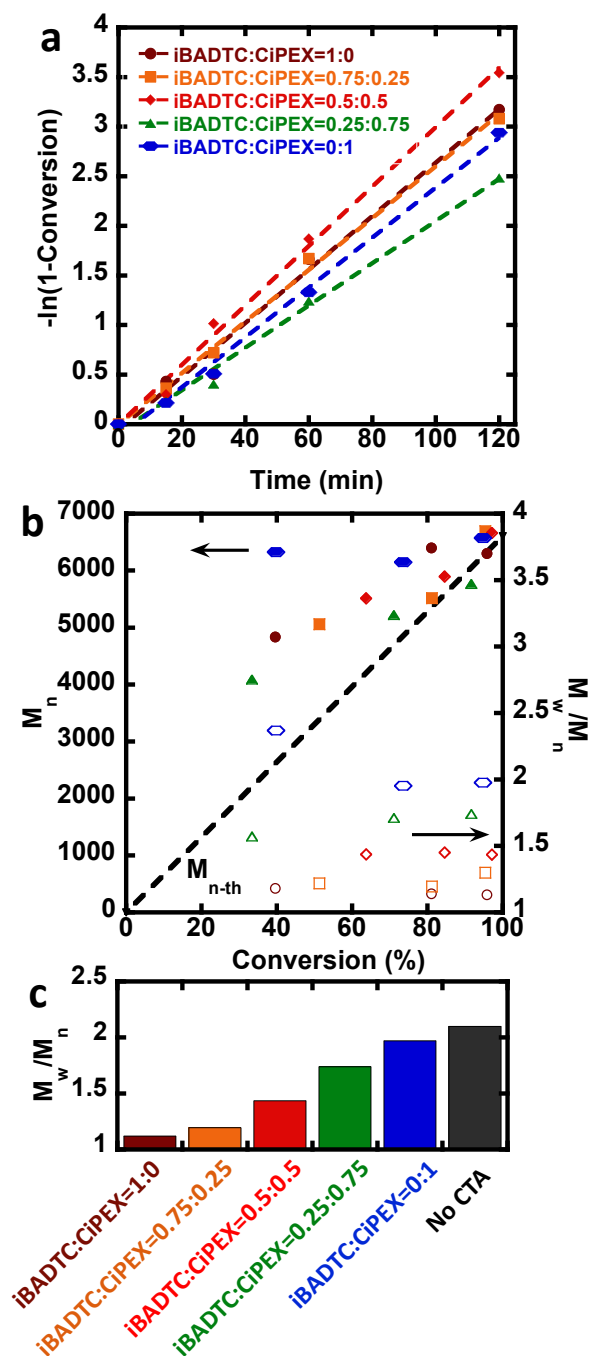 a
4
3.5
3
2.5
2
1.5
1
0.5
0
-ln(1-Conversion)
iBADTC:CiPEX=1:0
iBADTC:CiPEX=0.75:0.25
iBADTC:CiPEX=0.5:0.5
iBADTC:CiPEX=0.25:0.75
iBADTC:CiPEX=0:1
0 20 40 60 80 100 120
Time (min)
b
7000
6000
5000
4000
3000
2000
1000
0
Mn
4
3.5
3
2.5
2
1.5
1
Mw/Mn
Mn-th
0 20 40 60 80 100
Conversion (%)
c
2.5
2
1.5
1
Mw/Mn
iBADTC:CiPEX=1:0
iBADTC:CiPEX=0.75:0.25
iBADTC:CiPEX=0.5:0.5
iBADTC:CiPEX=0.25:0.75
iBADTC:CiPEX=0:1
No CTA